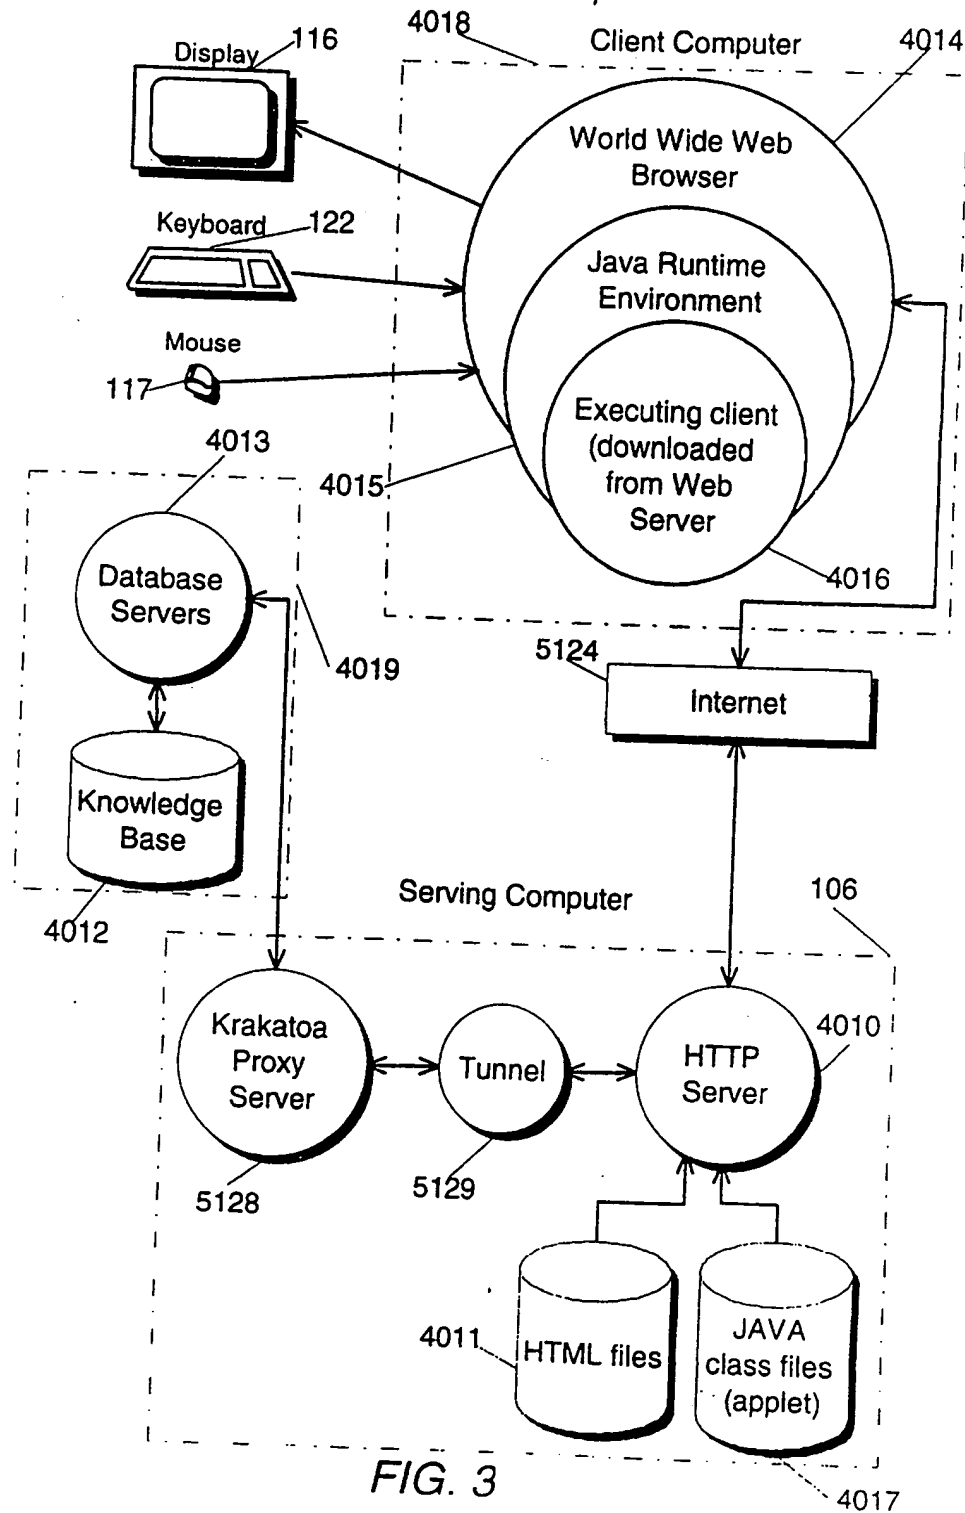 4018
Client Computer
4014
Display
116
World Wide Web
Browser
Keyboard
122
Java Runtime
Environment
Mouse
117
Executing client
(downloaded
from Web
Server
4013
4015
4016
Database
Servers
4019
5124
Internet
Knowledge
Base
4012
Serving Computer
106
Krakatoa
Proxy
Server
Tunnel
HTTP
Server
4010
5128
5129
4011
HTML files
JAVA
class files
(applet)
FIG. 3
4017